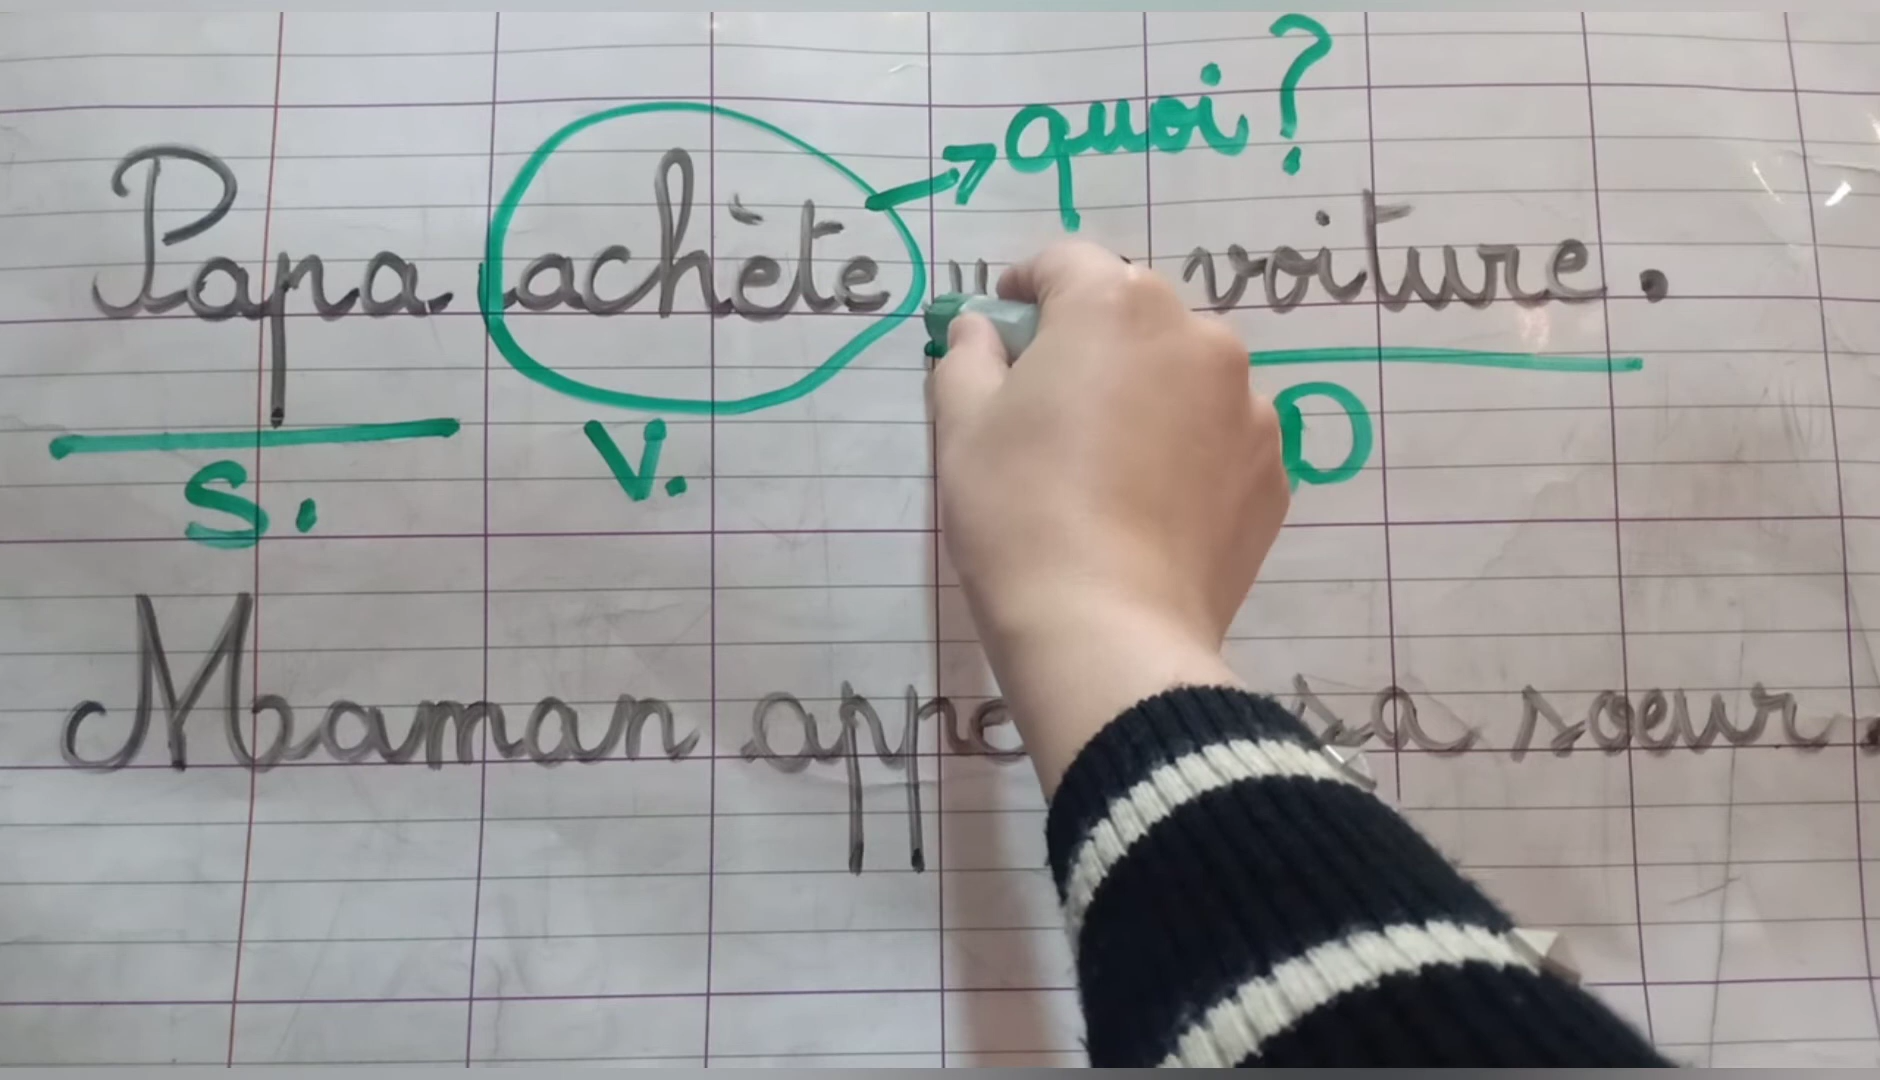 quoi ?
Papa achète voiture.
S. V. D
Maman sa soeur.